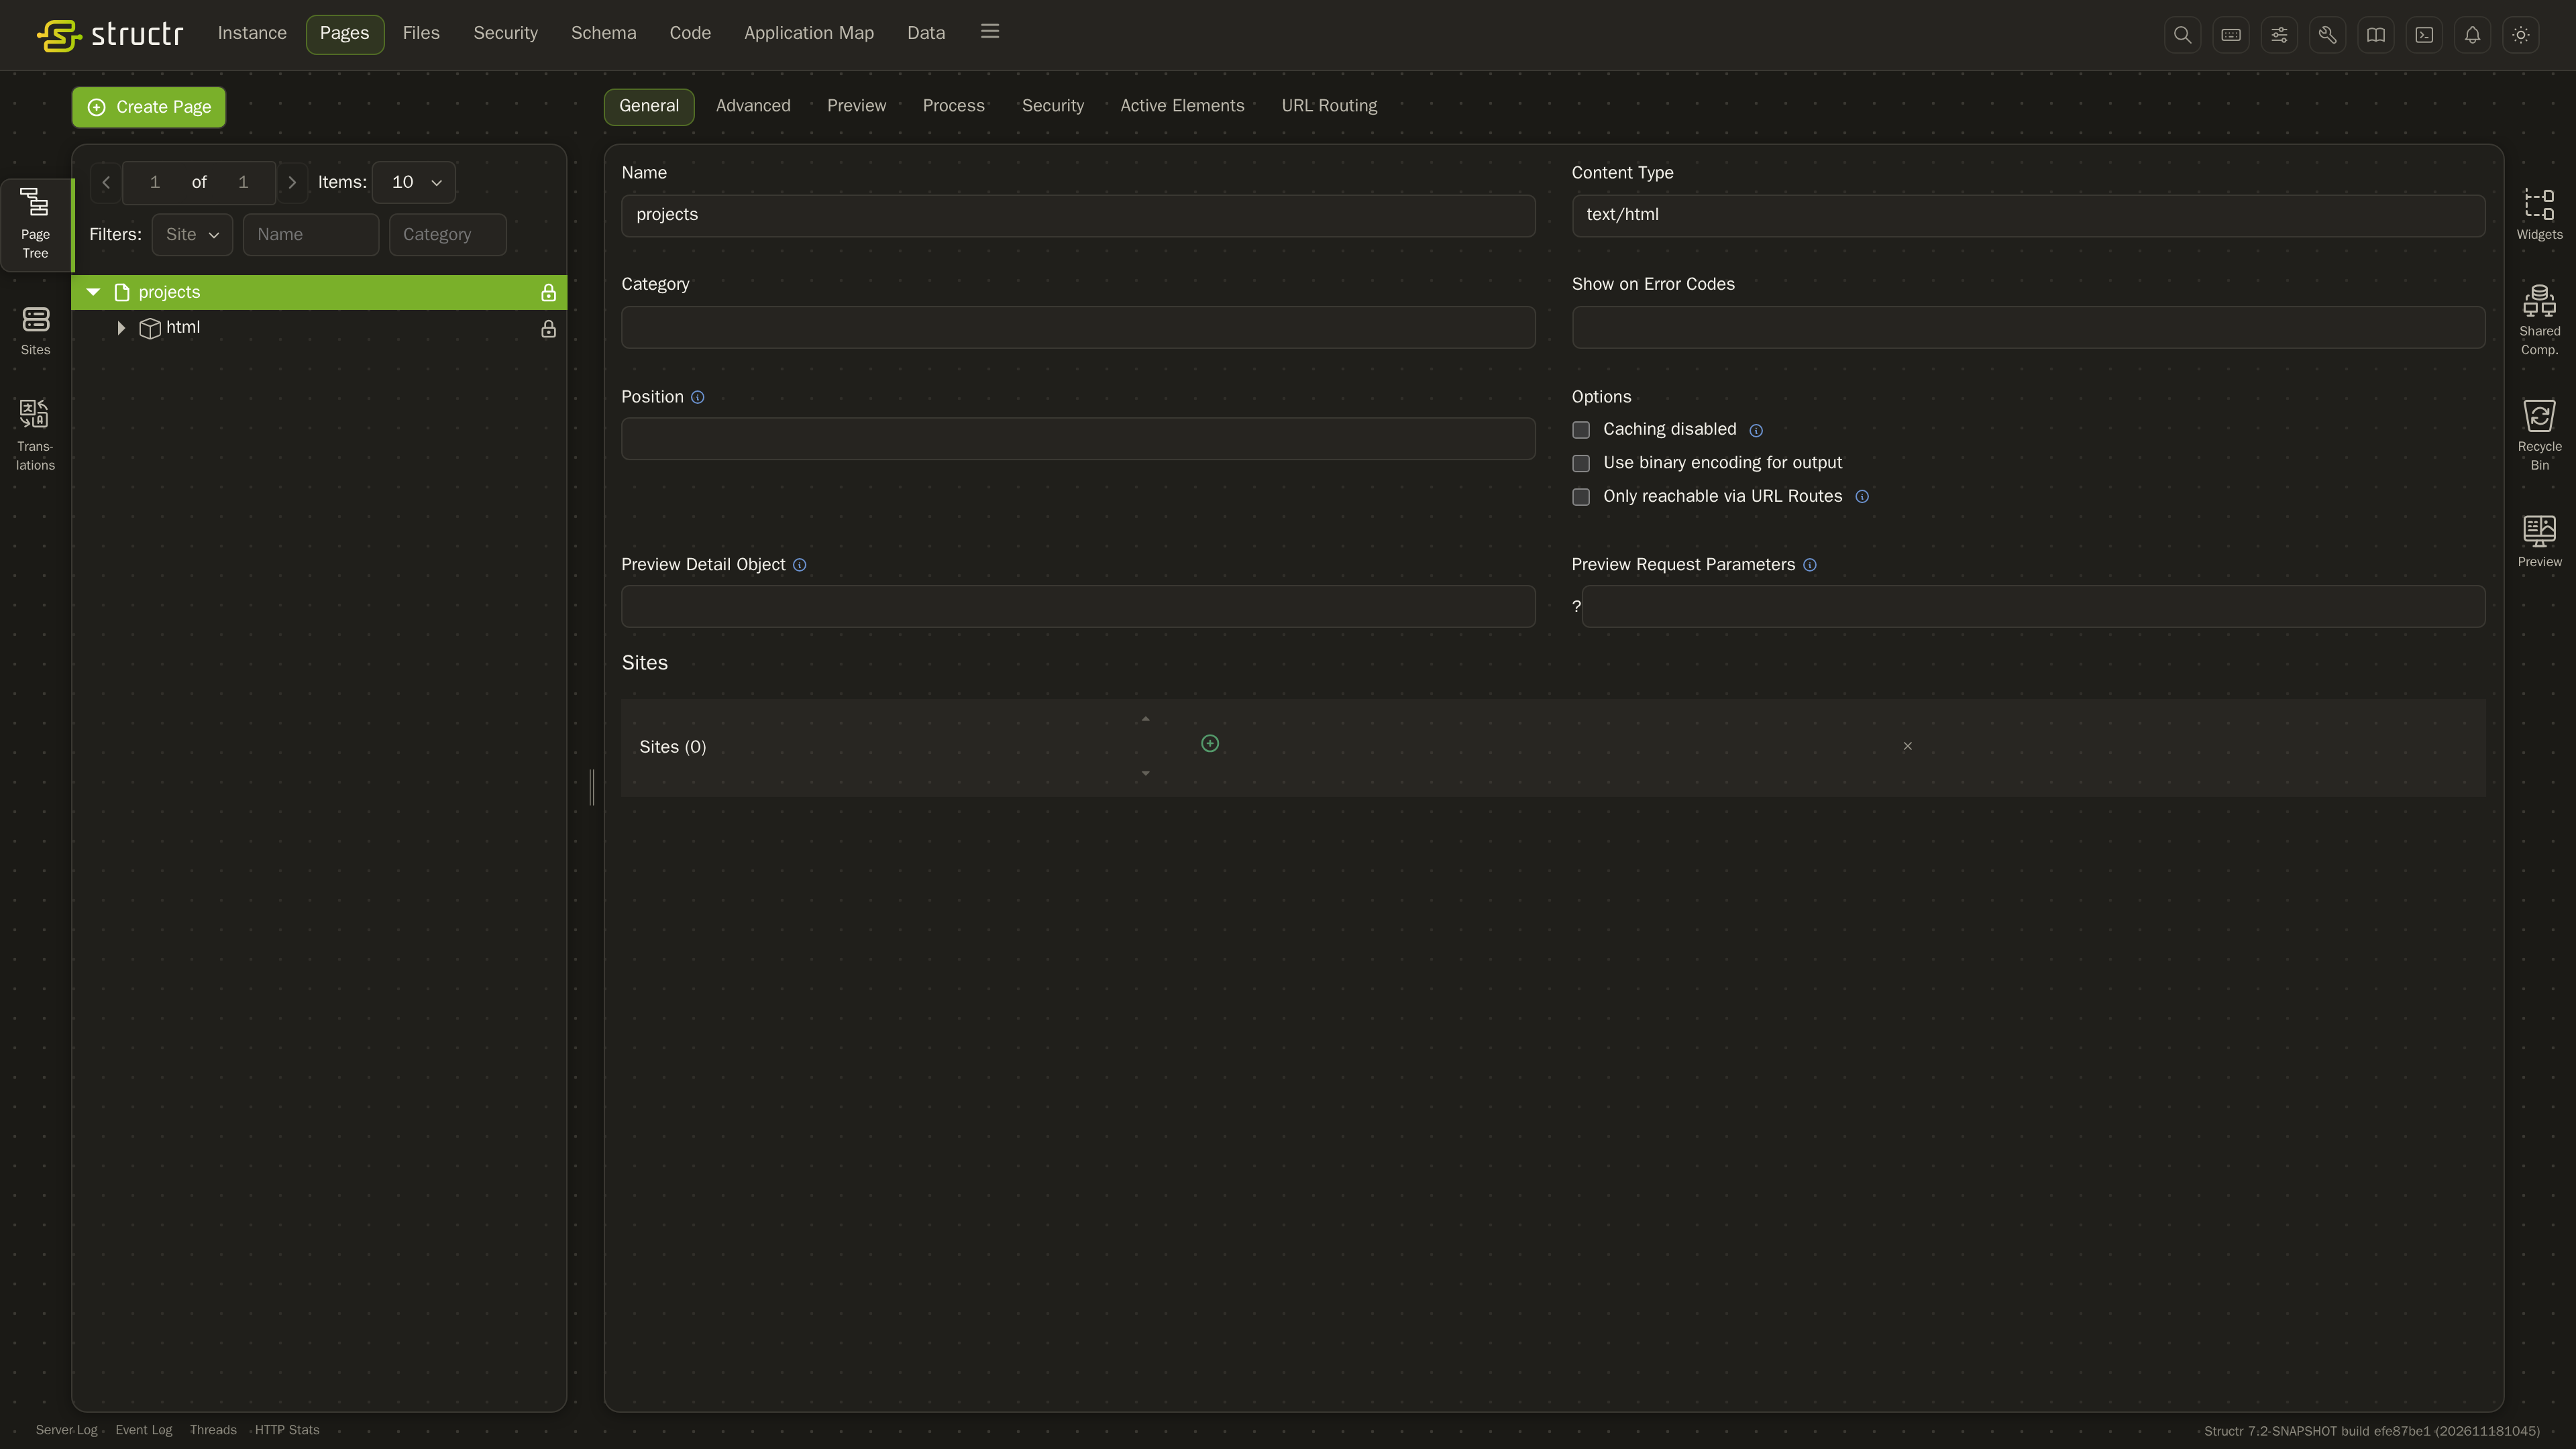 structr Instance Pages Files Security Schema Code Application Map Data
Create Page
General Advanced Preview Process Security Active Elements URL Routing
1 of 1 Items: 10
Filters: Site Name Category
projects
html
Page
Tree
Sites
Trans-
lations
Name
projects
Content Type
text/html
Category
Show on Error Codes
Position
Options
Caching disabled
Use binary encoding for output
Only reachable via URL Routes
Preview Detail Object
Preview Request Parameters
?
Sites
Sites (0)
Widgets
Shared
Comp.
Recycle
Bin
Preview
Server Log Event Log Threads HTTP Stats
Structr 7.2-SNAPSHOT build efe87be1 (202611181045)